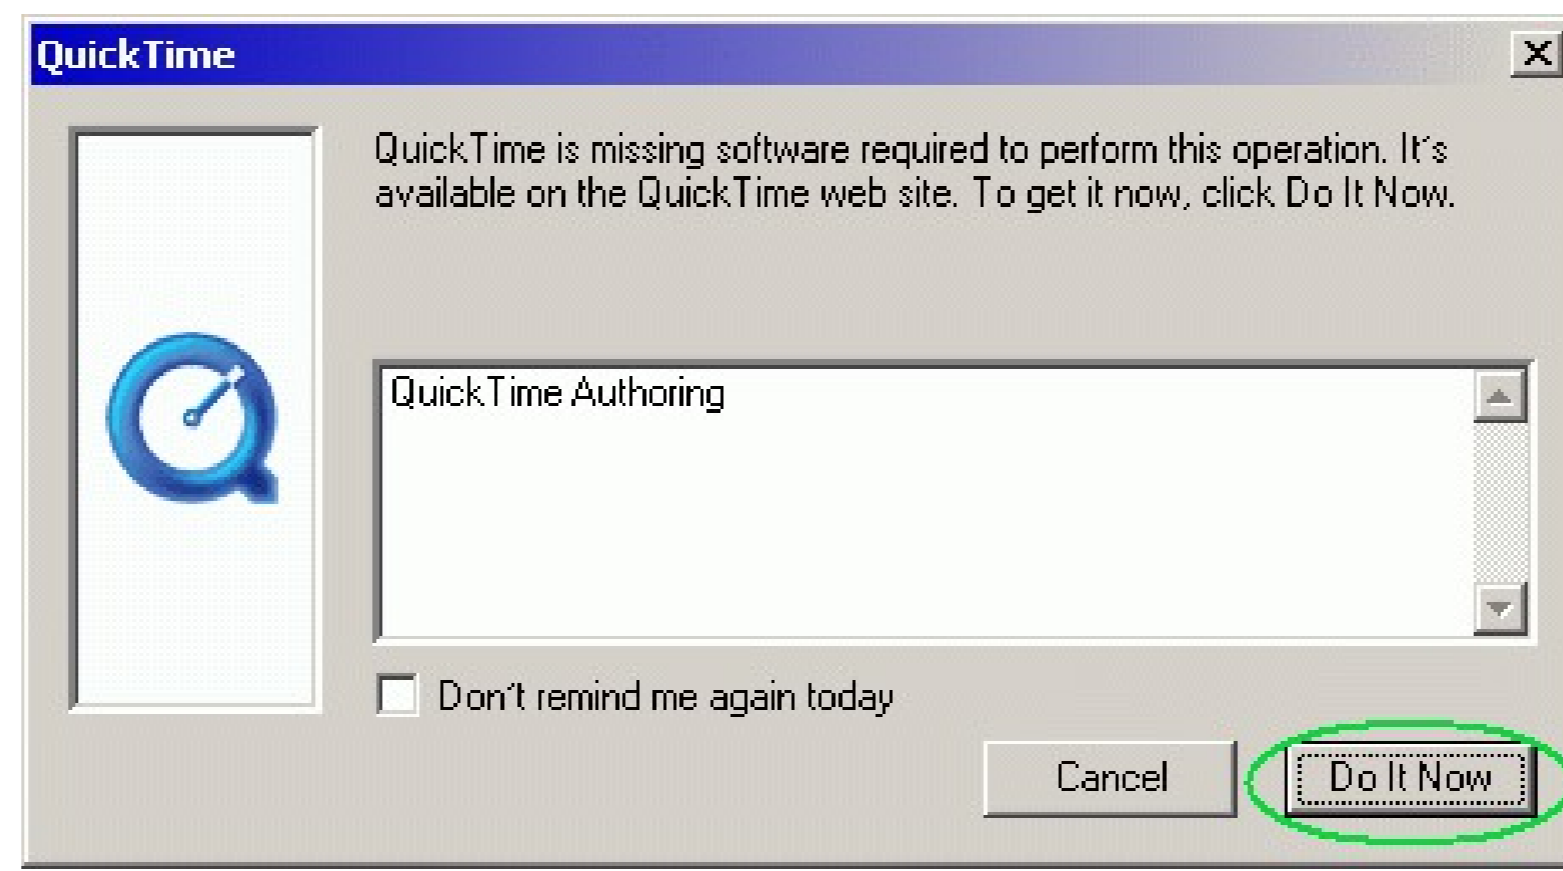 QuickTime
QuickTime is missing software required to perform this operation. It's
available on the QuickTime web site. To get it now, click Do It Now.
QuickTime Authoring
Don't remind me again today
Cancel
Do It Now